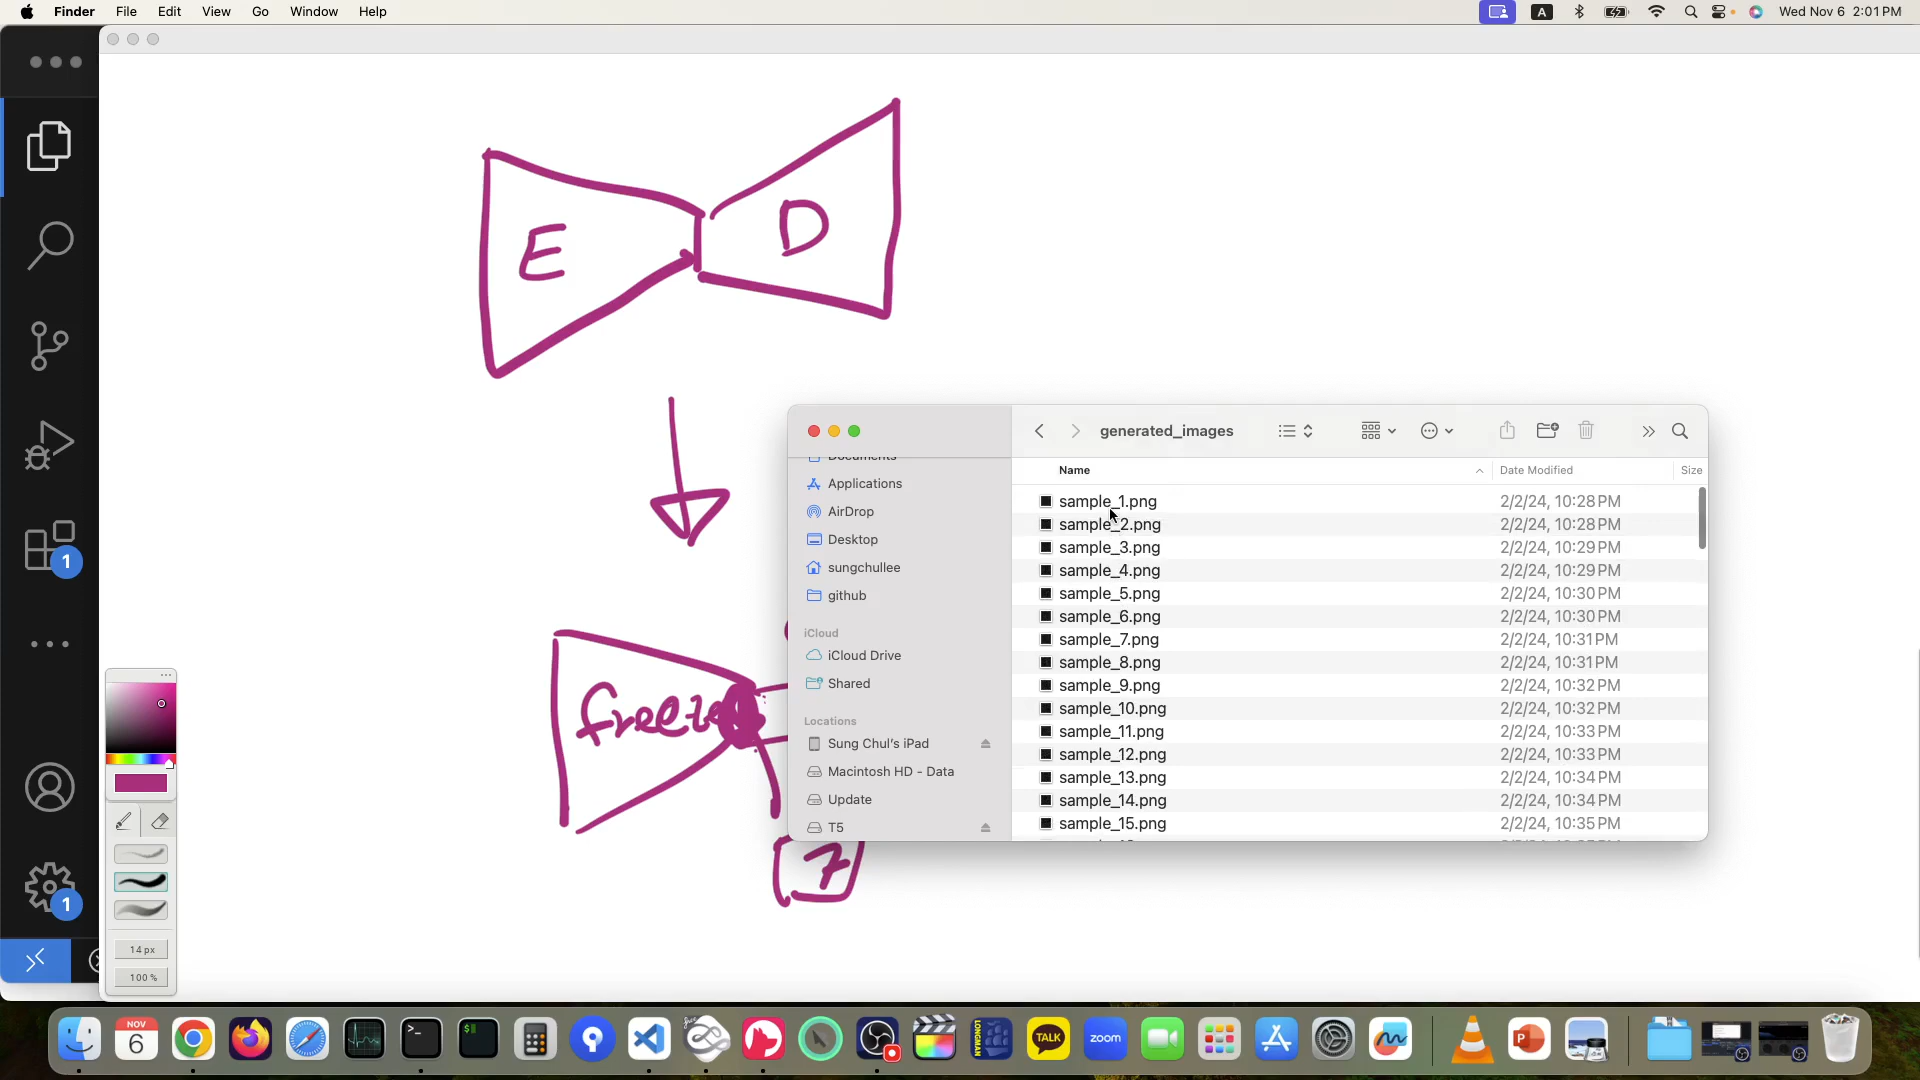 Finder File Edit View Go Window Help
A
Wed Nov 6 2:01 PM
E
D
freeze
7
generated_images
Name
Date Modified
Size
Documents
Applications
AirDrop
Desktop
sungchullee
github
iCloud
iCloud Drive
Shared
Locations
Sung Chul's iPad
Macintosh HD - Data
Update
T5
sample_1.png 2/2/24, 10:28 PM
sample_2.png 2/2/24, 10:28 PM
sample_3.png 2/2/24, 10:29 PM
sample_4.png 2/2/24, 10:29 PM
sample_5.png 2/2/24, 10:30 PM
sample_6.png 2/2/24, 10:30 PM
sample_7.png 2/2/24, 10:31 PM
sample_8.png 2/2/24, 10:31 PM
sample_9.png 2/2/24, 10:32 PM
sample_10.png 2/2/24, 10:32 PM
sample_11.png 2/2/24, 10:33 PM
sample_12.png 2/2/24, 10:33 PM
sample_13.png 2/2/24, 10:34 PM
sample_14.png 2/2/24, 10:34 PM
sample_15.png 2/2/24, 10:35 PM
1
1
14 px
100 %
NOV
6
LONGMAN
TALK
zoom
P